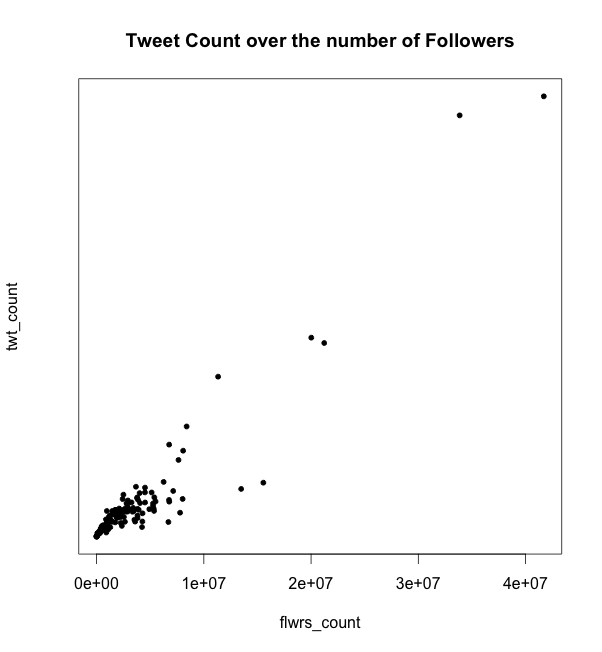 Tweet Count over the number of Followers
twt_count
0e+00 1e+07 2e+07 3e+07 4e+07
flwrs_count